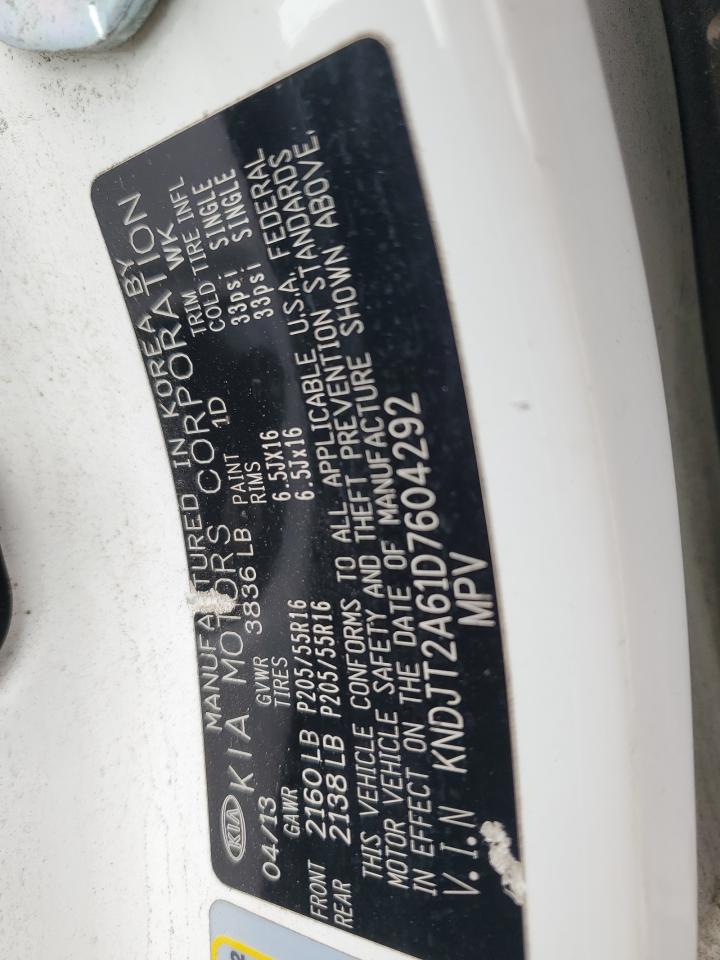 MANUFACTURED IN KOREA BY
KIA KIA MOTORS CORPORATION
04/13 GVWR 3836 LB PAINT 1D TRIM WK
GAWR TIRES RIMS COLD TIRE INFL
FRONT 2160 LB P205/55R16 6.5JX16 33psi SINGLE
REAR 2138 LB P205/55R16 6.5Jx16 33psi SINGLE
THIS VEHICLE CONFORMS TO ALL APPLICABLE U.S.A. FEDERAL
MOTOR VEHICLE SAFETY AND THEFT PREVENTION STANDARDS
IN EFFECT ON THE DATE OF MANUFACTURE SHOWN ABOVE.
V.I.N KNDJT2A61D7604292
MPV
2